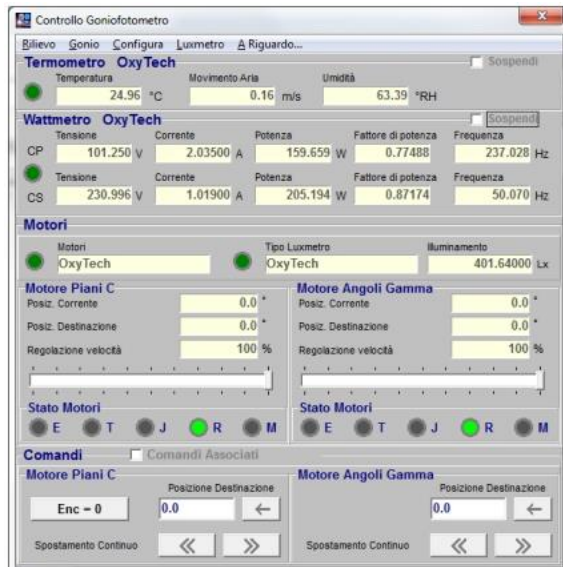 Controllo Goniofotometro
Rilievo Gonio Configura Luxmetro A Riguardo...
Termometro OxyTech Sospendi
Temperatura Movimento Aria Umidità
24.96 °C 0.16 m/s 63.39 °RH
Wattmetro OxyTech Sospendi
Tensione Corrente Potenza Fattore di potenza Frequenza
CP 101.250 V 2.03500 A 159.659 W 0.77488 237.028 Hz
Tensione Corrente Potenza Fattore di potenza Frequenza
CS 230.996 V 1.01900 A 205.194 W 0.87174 50.070 Hz
Motori
Motori Tipo Luxmetro Illuminamento
OxyTech OxyTech 401.64000 Lx
Motore Piani C
Posiz. Corrente 0.0 °
Posiz. Destinazione 0.0 °
Regolazione velocità 100 %
Stato Motori
E T J R M
Motore Angoli Gamma
Posiz. Corrente 0.0 °
Posiz. Destinazione 0.0 °
Regolazione velocità 100 %
Stato Motori
E T J R M
Comandi Comandi Associati
Motore Piani C
Posizione Destinazione
Enc = 0 0.0
Spostamento Continuo
Motore Angoli Gamma
Posizione Destinazione
0.0
Spostamento Continuo